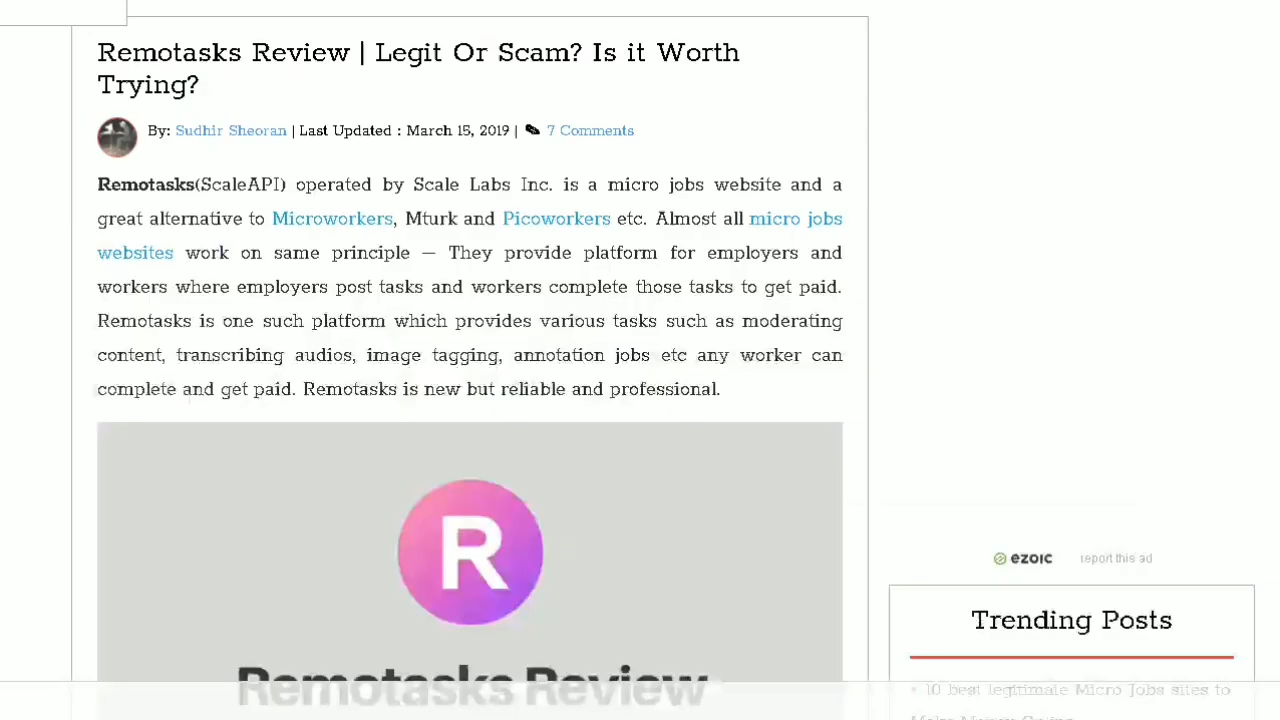 Remotasks Review | Legit Or Scam? Is it Worth
Trying?
By: Sudhir Sheoran | Last Updated : March 15, 2019 | ✎ 7 Comments
Remotasks(ScaleAPI) operated by Scale Labs Inc. is a micro jobs website and a
great alternative to Microworkers, Mturk and Picoworkers etc. Almost all micro jobs
websites work on same principle – They provide platform for employers and
workers where employers post tasks and workers complete those tasks to get paid.
Remotasks is one such platform which provides various tasks such as moderating
content, transcribing audios, image tagging, annotation jobs etc any worker can
complete and get paid. Remotasks is new but reliable and professional.
R
Remotasks Review
ezoic report this ad
Trending Posts
• 10 best legitimate Micro Jobs sites to